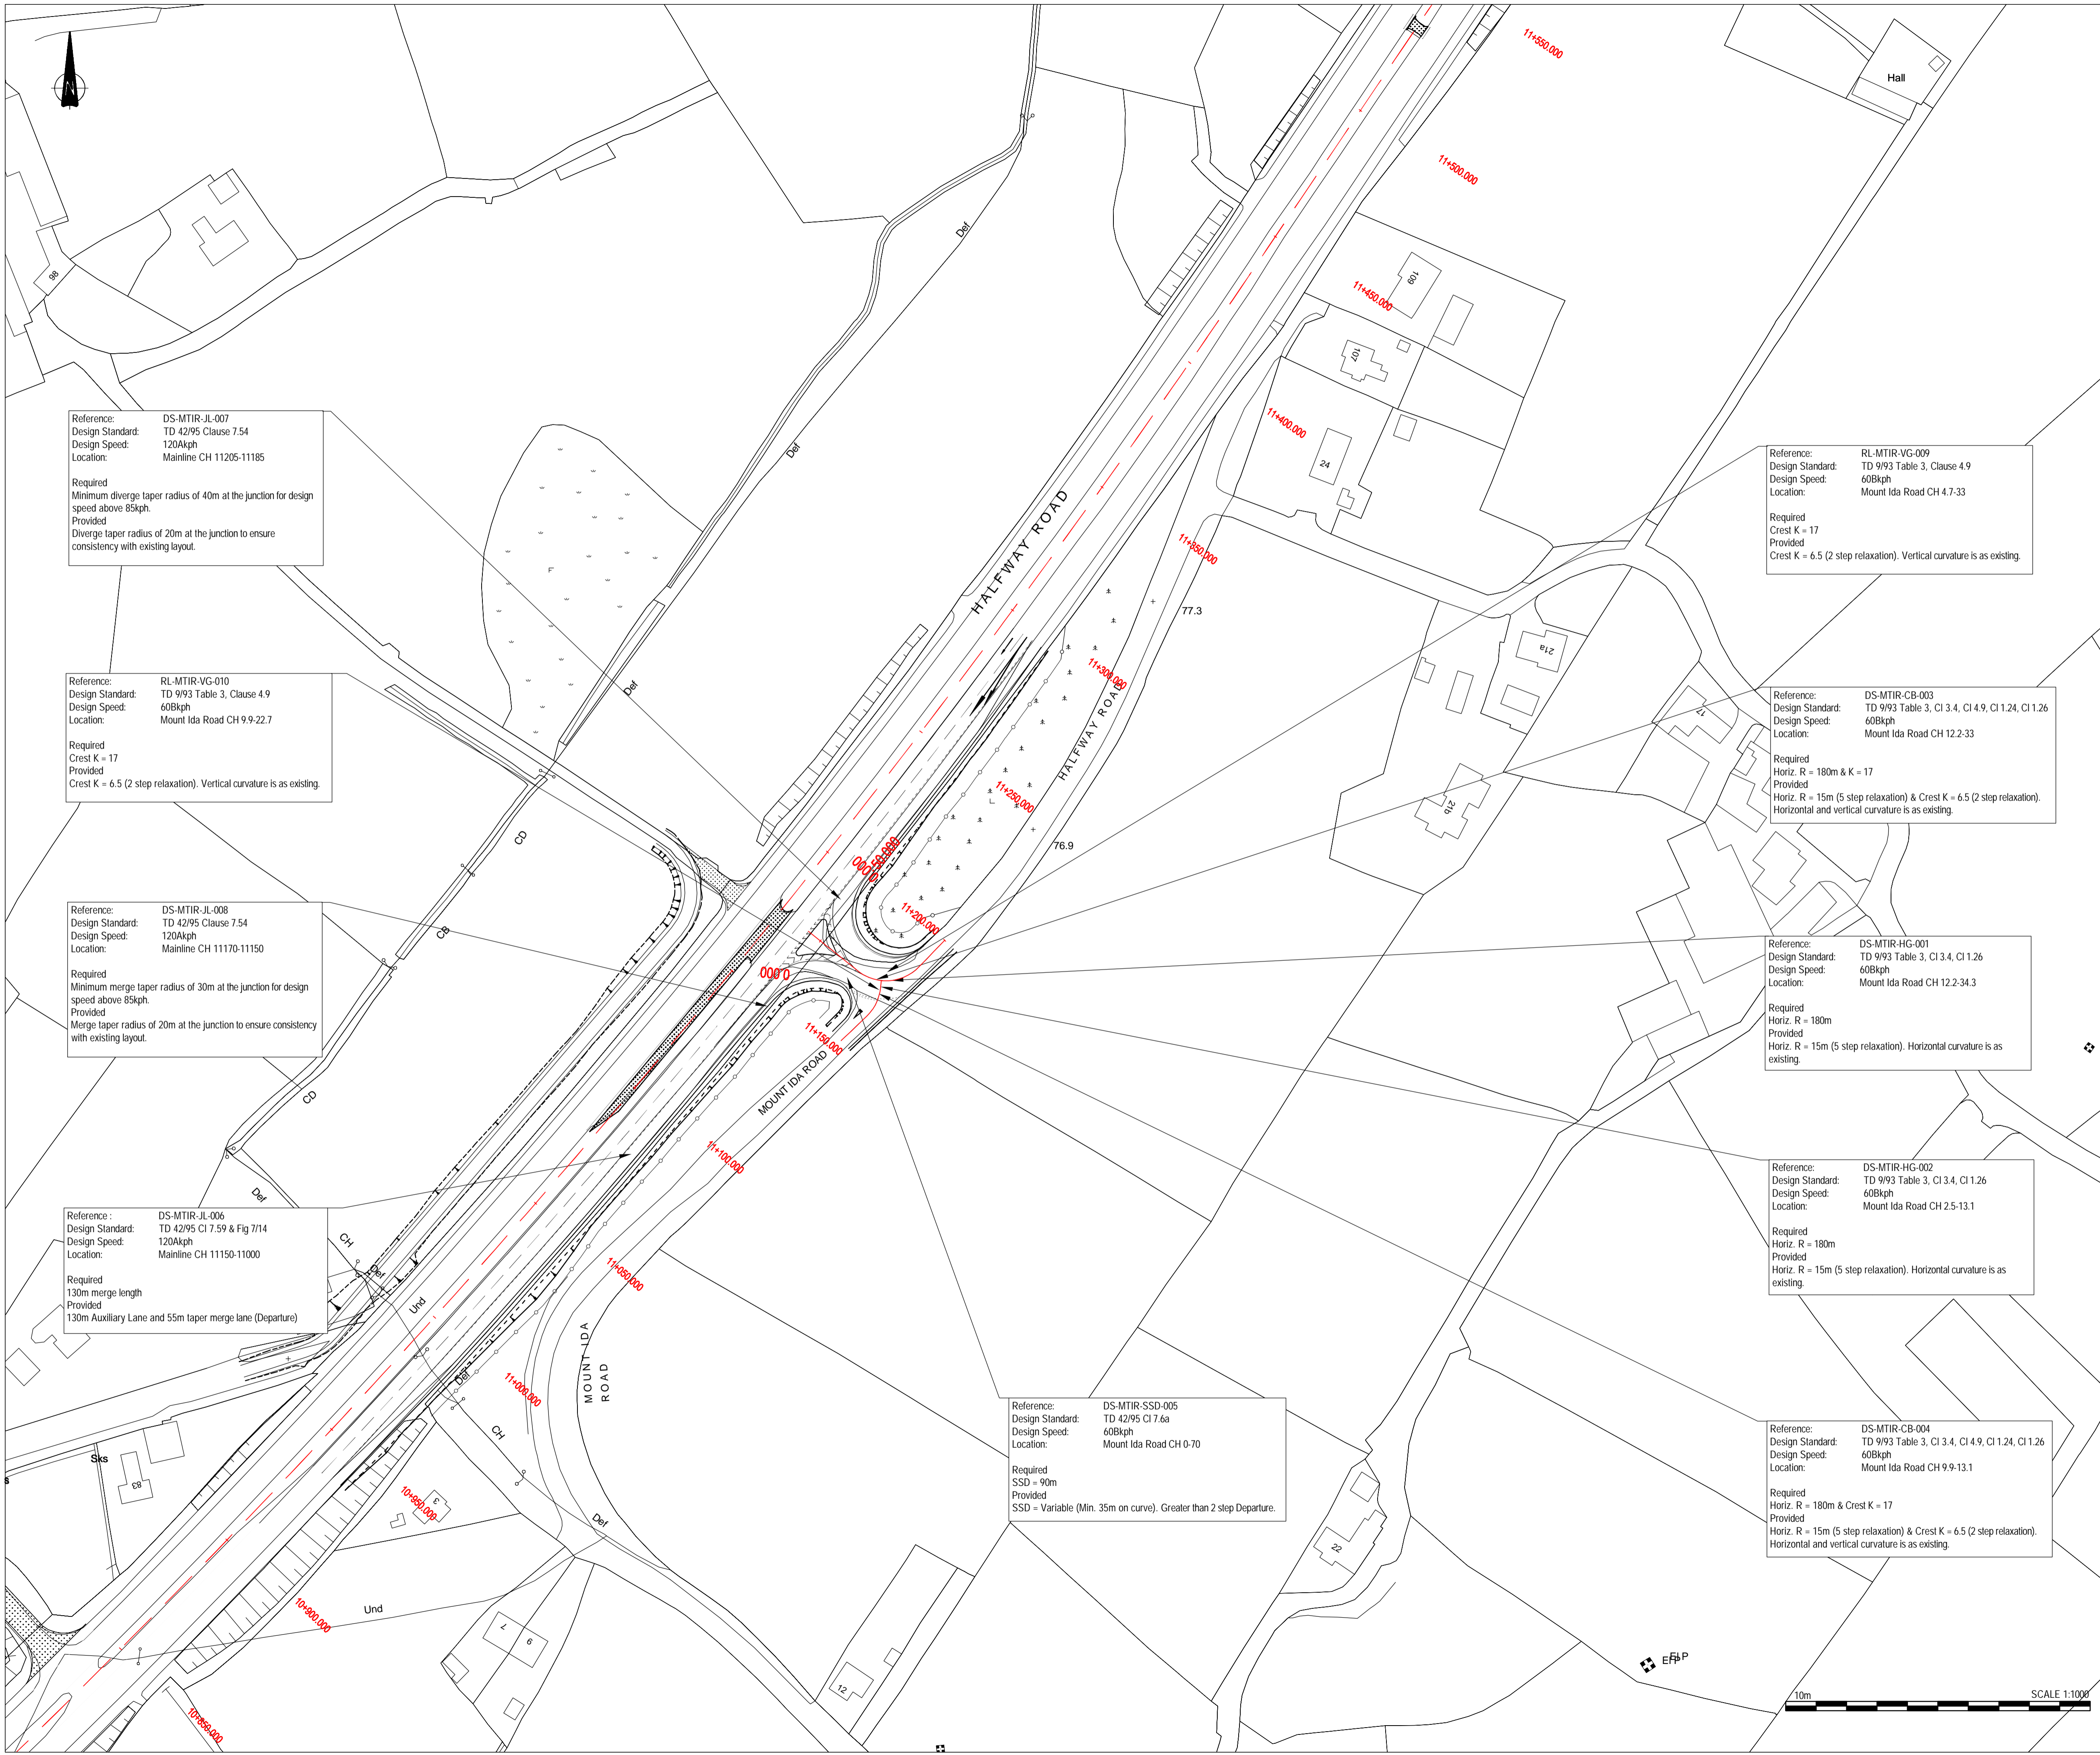 11+550.000
Hall
11+500.000
Def
98
109
11+450.000
107
11+400.000
24
Reference: DS-MTIR-JL-007
Design Standard: TD 42/95 Clause 7.54
Design Speed: 120Akph
Location: Mainline CH 11205-11185
Required
Minimum diverge taper radius of 40m at the junction for design
speed above 85kph.
Provided
Diverge taper radius of 20m at the junction to ensure
consistency with existing layout.
Def
HALFWAY ROAD
11+350.000
Reference: RL-MTIR-VG-009
Design Standard: TD 9/93 Table 3, Clause 4.9
Design Speed: 60Bkph
Location: Mount Ida Road CH 4.7-33
Required
Crest K = 17
Provided
Crest K = 6.5 (2 step relaxation). Vertical curvature is as existing.
77.3
21a
11+300.000
Def
HALFWAY ROAD
17
Reference: RL-MTIR-VG-010
Design Standard: TD 9/93 Table 3, Clause 4.9
Design Speed: 60Bkph
Location: Mount Ida Road CH 9.9-22.7
Required
Crest K = 17
Provided
Crest K = 6.5 (2 step relaxation). Vertical curvature is as existing.
Reference: DS-MTIR-CB-003
Design Standard: TD 9/93 Table 3, Cl 3.4, Cl 4.9, Cl 1.24, Cl 1.26
Design Speed: 60Bkph
Location: Mount Ida Road CH 12.2-33
Required
Horiz. R = 180m & K = 17
Provided
Horiz. R = 15m (5 step relaxation) & Crest K = 6.5 (2 step relaxation).
Horizontal and vertical curvature is as existing.
11+250.000
21b
CD
76.9
CB
11+200.000
0.000
Reference: DS-MTIR-JL-008
Design Standard: TD 42/95 Clause 7.54
Design Speed: 120Akph
Location: Mainline CH 11170-11150
Required
Minimum merge taper radius of 30m at the junction for design
speed above 85kph.
Provided
Merge taper radius of 20m at the junction to ensure consistency
with existing layout.
11+150.000
MOUNT IDA ROAD
Reference: DS-MTIR-HG-001
Design Standard: TD 9/93 Table 3, Cl 3.4, Cl 1.26
Design Speed: 60Bkph
Location: Mount Ida Road CH 12.2-34.3
Required
Horiz. R = 180m
Provided
Horiz. R = 15m (5 step relaxation). Horizontal curvature is as
existing.
CD
11+100.000
Def
Reference: DS-MTIR-HG-002
Design Standard: TD 9/93 Table 3, Cl 3.4, Cl 1.26
Design Speed: 60Bkph
Location: Mount Ida Road CH 2.5-13.1
Required
Horiz. R = 180m
Provided
Horiz. R = 15m (5 step relaxation). Horizontal curvature is as
existing.
Reference : DS-MTIR-JL-006
Design Standard: TD 42/95 Cl 7.59 & Fig 7/14
Design Speed: 120Akph
Location: Mainline CH 11150-11000
Required
130m merge length
Provided
130m Auxiliary Lane and 55m taper merge lane (Departure)
CH
Def
Und
11+050.000
MOUNT IDA
ROAD
Def
11+000.000
CH
Reference: DS-MTIR-SSD-005
Design Standard: TD 42/95 Cl 7.6a
Design Speed: 60Bkph
Location: Mount Ida Road CH 0-70
Required
SSD = 90m
Provided
SSD = Variable (Min. 35m on curve). Greater than 2 step Departure.
Reference: DS-MTIR-CB-004
Design Standard: TD 9/93 Table 3, Cl 3.4, Cl 4.9, Cl 1.24, Cl 1.26
Design Speed: 60Bkph
Location: Mount Ida Road CH 9.9-13.1
Required
Horiz. R = 180m & Crest K = 17
Provided
Horiz. R = 15m (5 step relaxation) & Crest K = 6.5 (2 step relaxation).
Horizontal and vertical curvature is as existing.
Sks
83
10+950.000
3
Def
22
10+900.000
Und
7
9
12
10+850.000
10m
SCALE 1:1000